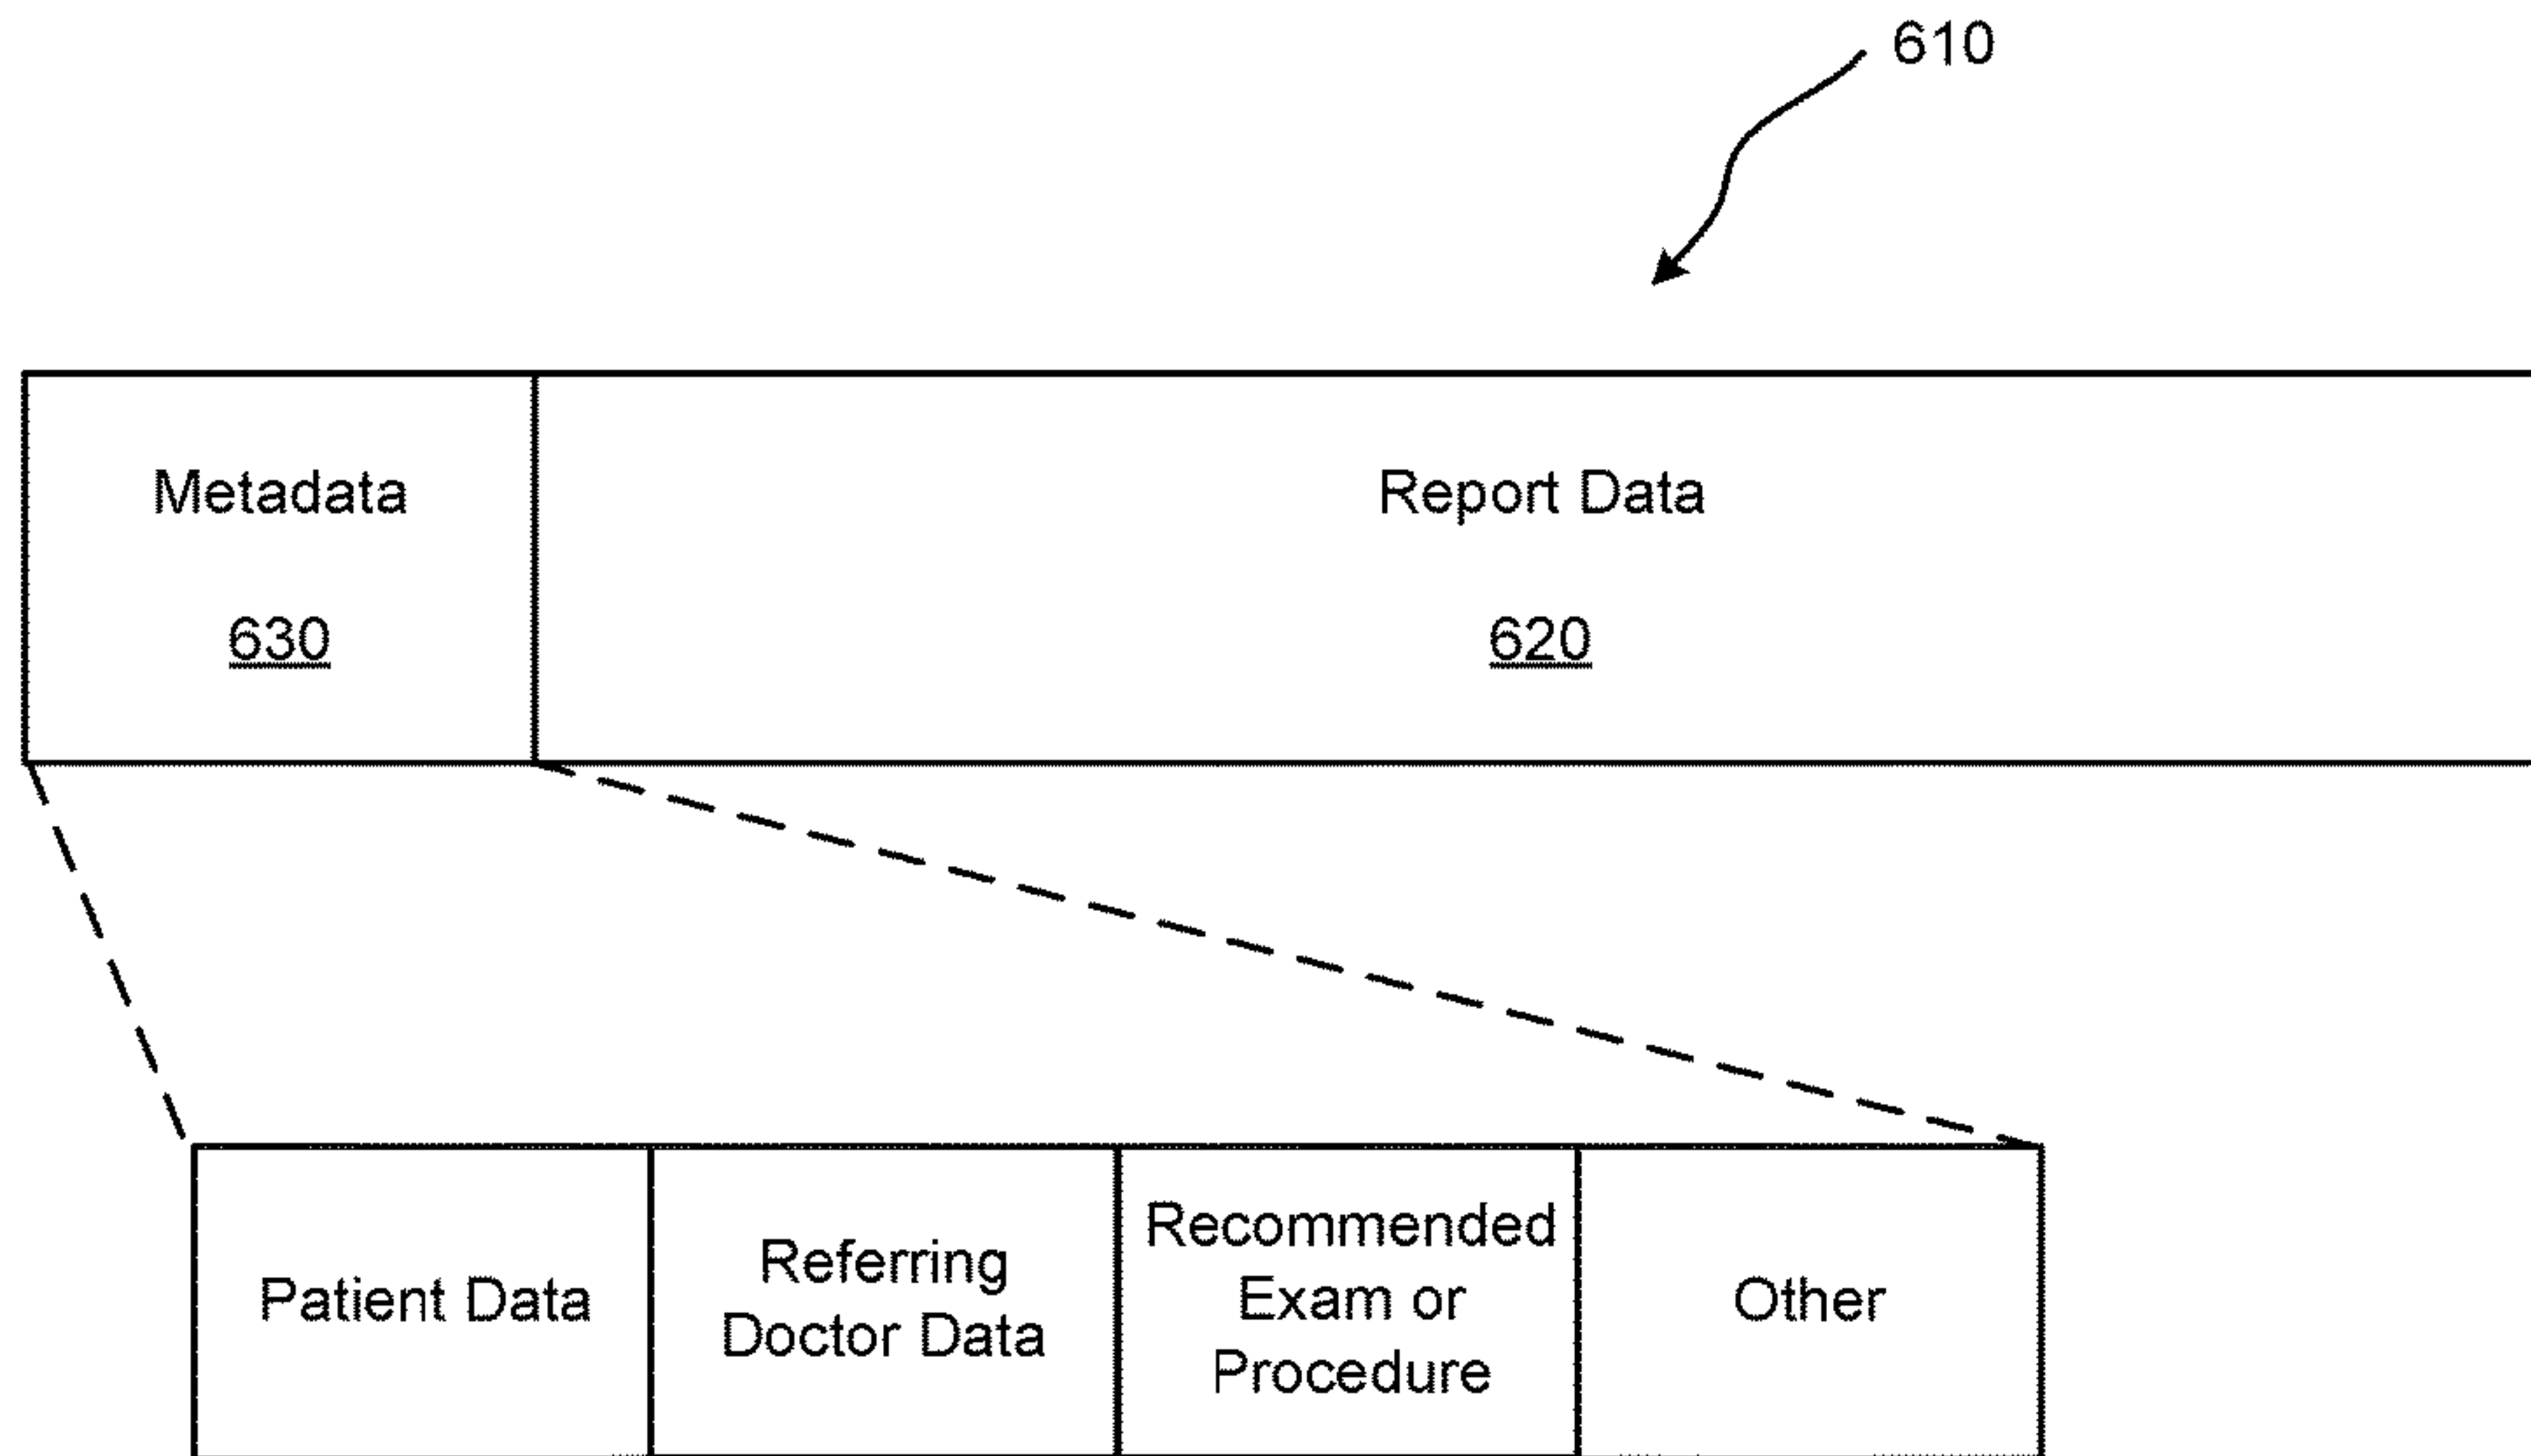 610
Metadata
630
Report Data
620
Patient Data
Referring
Doctor Data
Recommended
Exam or
Procedure
Other